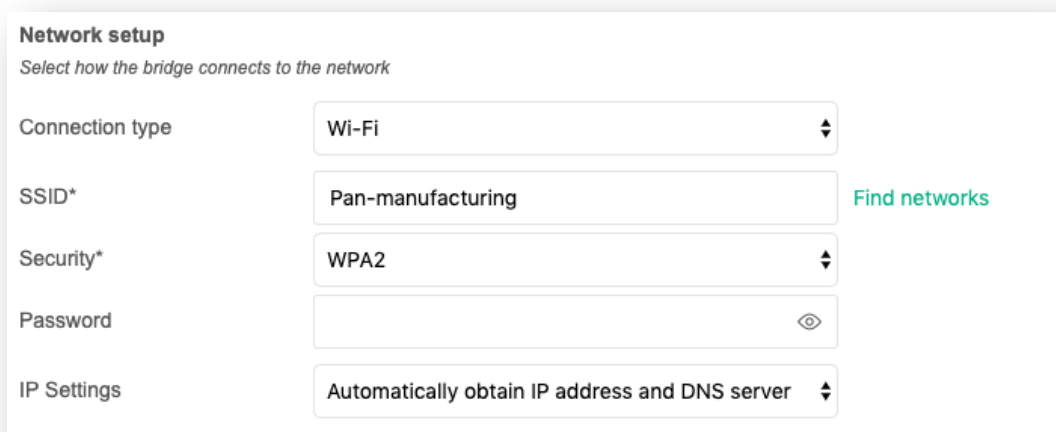 Network setup
Select how the bridge connects to the network
Connection type Wi-Fi
SSID* Pan-manufacturing Find networks
Security* WPA2
Password
IP Settings Automatically obtain IP address and DNS server